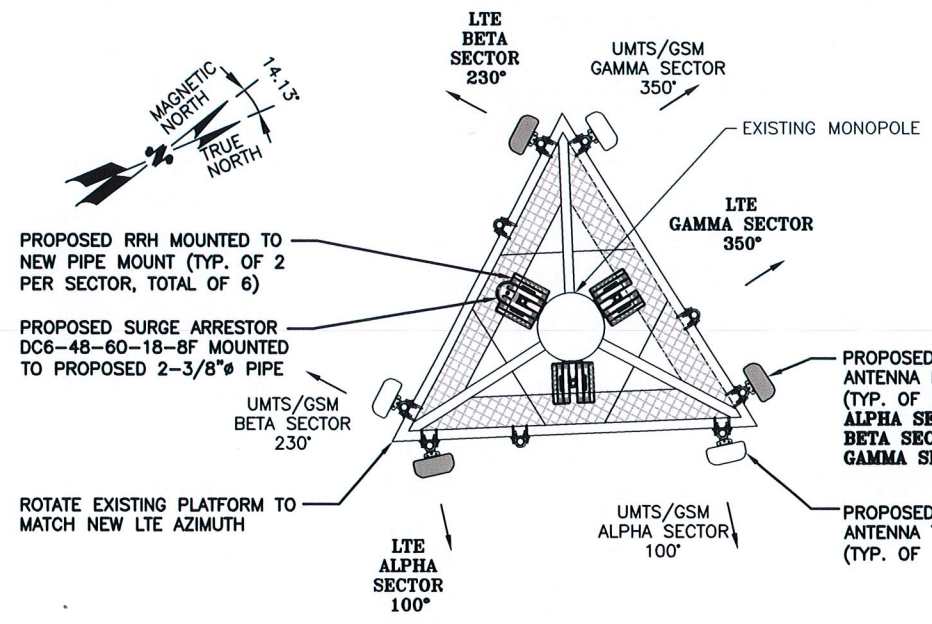 LTE
BETA
SECTOR
230°
UMTS/GSM
GAMMA SECTOR
350°
MAGNETIC
NORTH
14.13°
N
TRUE
NORTH
EXISTING MONOPOLE
LTE
GAMMA SECTOR
350°
PROPOSED RRH MOUNTED TO
NEW PIPE MOUNT (TYP. OF 2
PER SECTOR, TOTAL OF 6)
PROPOSED SURGE ARRESTOR
DC6-48-60-18-8F MOUNTED
TO PROPOSED 2-3/8"ø PIPE
UMTS/GSM
BETA SECTOR
230°
PROPOSED
ANTENNA
(TYP. OF
ALPHA SE
BETA SEC
GAMMA SE
ROTATE EXISTING PLATFORM TO
MATCH NEW LTE AZIMUTH
LTE
ALPHA
SECTOR
100°
UMTS/GSM
ALPHA SECTOR
100°
PROPOSED
ANTENNA
(TYP. OF